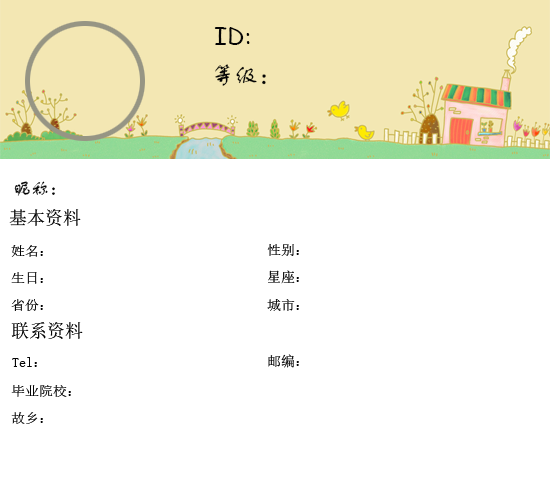 ID:
等级：
昵称：
基本资料
姓名： 性别：
生日： 星座：
省份： 城市：
联系资料
Tel： 邮编：
毕业院校：
故乡：